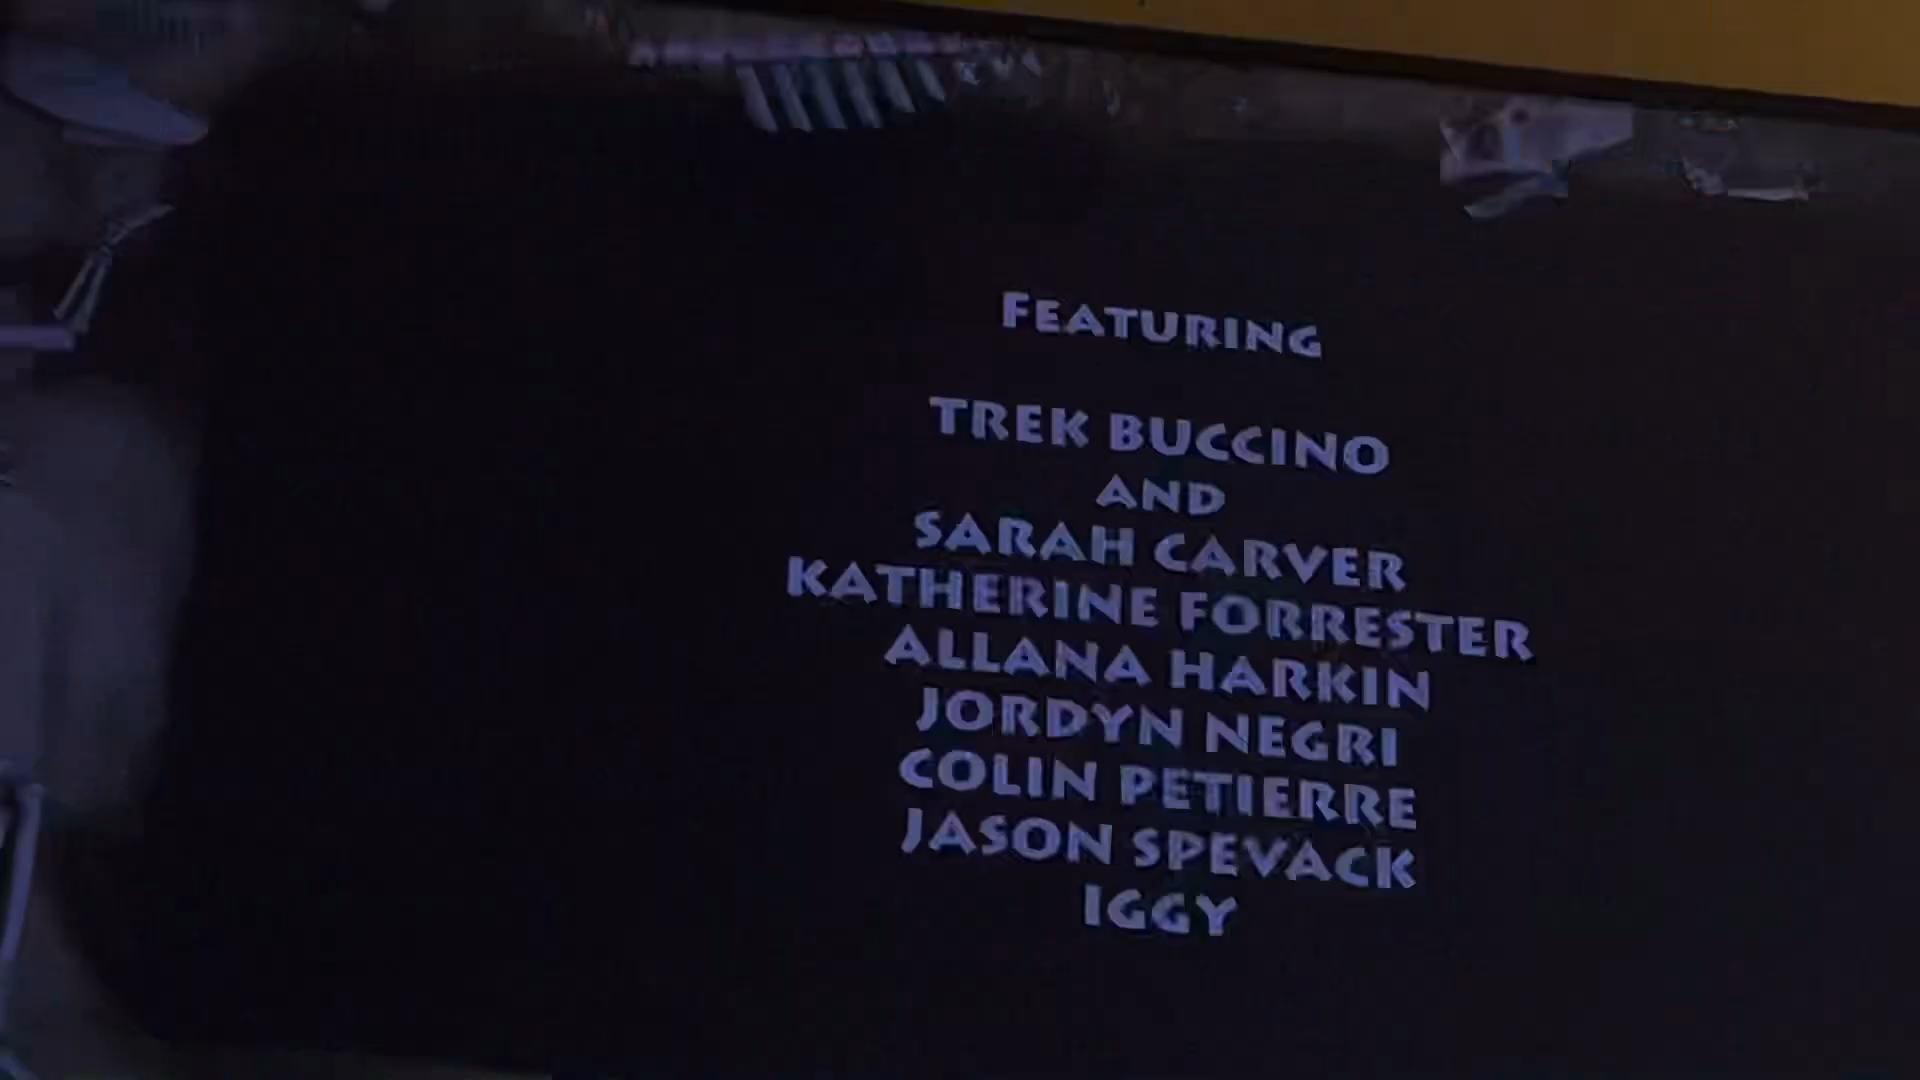 FEATURING
TREK BUCCINO
AND
SARAH CARVER
KATHERINE FORRESTER
ALLANA HARKIN
JORDYN NEGRI
COLIN PETIERRE
JASON SPEVACK
IGGY